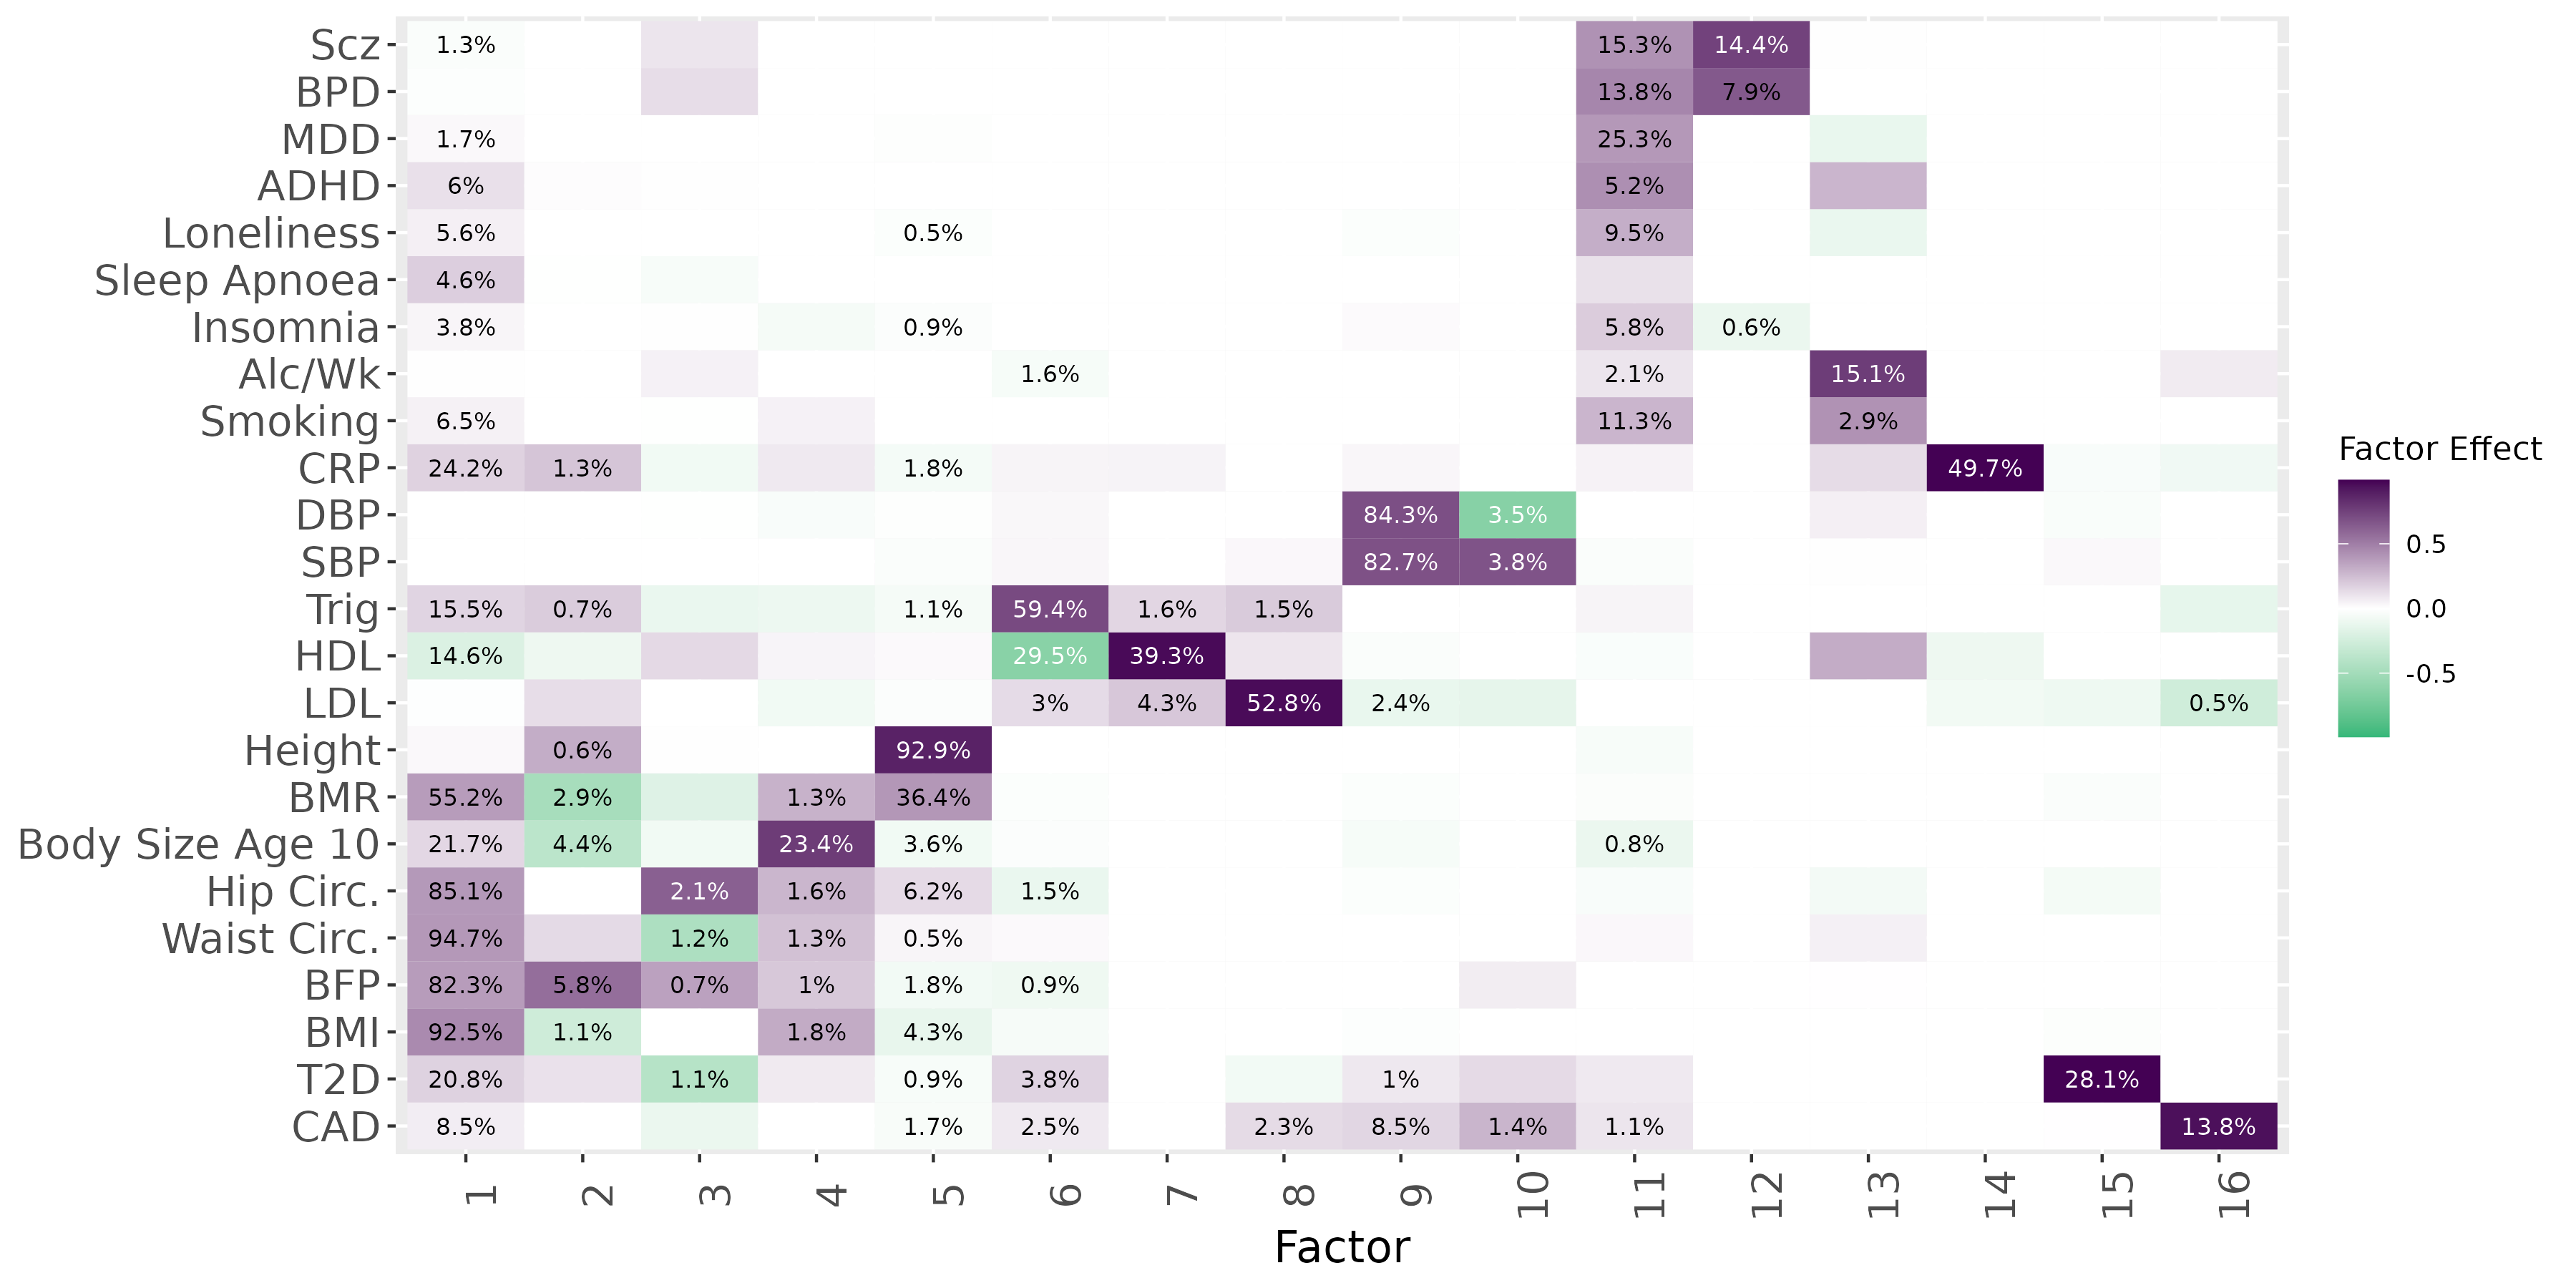 Scz 1.3% 15.3% 14.4%
BPD 13.8% 7.9%
MDD 1.7% 25.3%
ADHD 6% 5.2%
Loneliness 5.6% 0.5% 9.5%
Sleep Apnoea 4.6%
Insomnia 3.8% 0.9% 5.8% 0.6%
Alc/Wk 1.6% 2.1% 15.1%
Smoking 6.5% 11.3% 2.9%
CRP 24.2% 1.3% 1.8% 49.7%
DBP 84.3% 3.5%
SBP 82.7% 3.8%
Trig 15.5% 0.7% 1.1% 59.4% 1.6% 1.5%
HDL 14.6% 29.5% 39.3%
LDL 3% 4.3% 52.8% 2.4% 0.5%
Height 0.6% 92.9%
BMR 55.2% 2.9% 1.3% 36.4%
Body Size Age 10 21.7% 4.4% 23.4% 3.6% 0.8%
Hip Circ. 85.1% 2.1% 1.6% 6.2% 1.5%
Waist Circ. 94.7% 1.2% 1.3% 0.5%
BFP 82.3% 5.8% 0.7% 1% 1.8% 0.9%
BMI 92.5% 1.1% 1.8% 4.3%
T2D 20.8% 1.1% 0.9% 3.8% 1% 28.1%
CAD 8.5% 1.7% 2.5% 2.3% 8.5% 1.4% 1.1% 13.8%
1 2 3 4 5 6 7 8 9 10 11 12 13 14 15 16
Factor
Factor Effect
0.5
0.0
-0.5